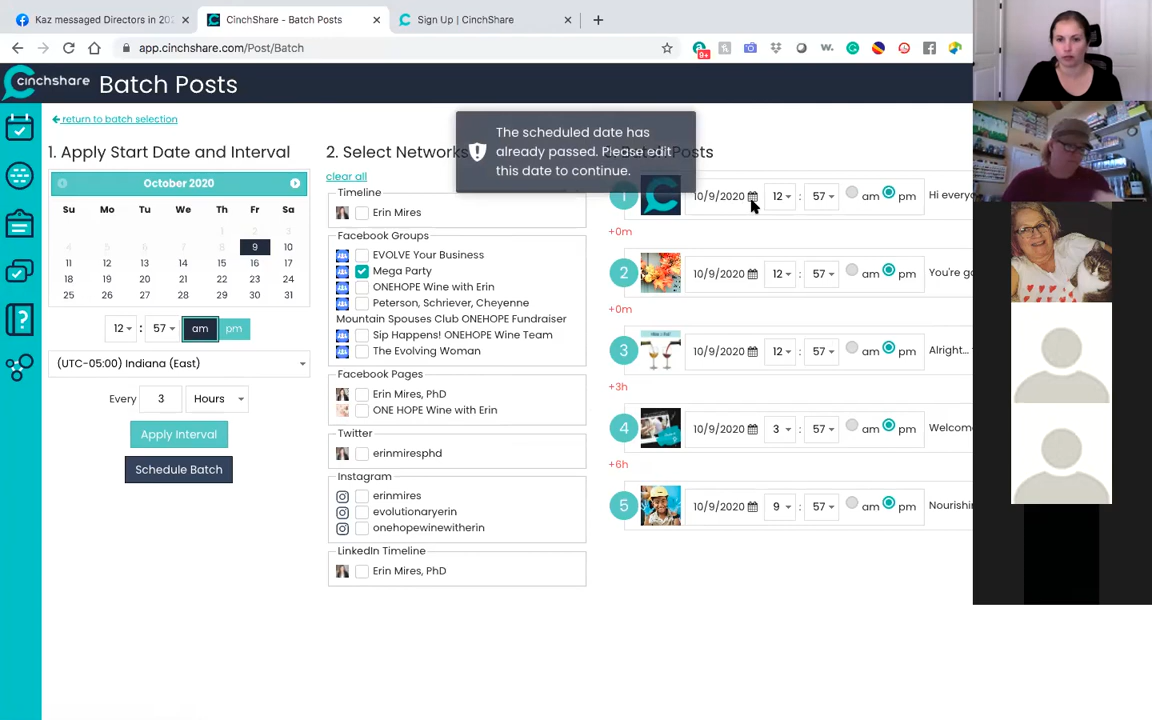 Kaz messaged Directors in 202
CinchShare - Batch Posts
Sign Up | CinchShare
app.cinchshare.com/Post/Batch
9+
cinchshare
Batch Posts
return to batch selection
1. Apply Start Date and Interval
October 2020
Su Mo Tu We Th Fr Sa
1 2 3
4 5 6 7 8 9 10
11 12 13 14 15 16 17
18 19 20 21 22 23 24
25 26 27 28 29 30 31
12 : 57 am pm
(UTC-05:00) Indiana (East)
Every 3 Hours
Apply Interval
Schedule Batch
2. Select Networks
clear all
Timeline
Erin Mires
Facebook Groups
EVOLVE Your Business
Mega Party
ONEHOPE Wine with Erin
Peterson, Schriever, Cheyenne
Mountain Spouses Club ONEHOPE Fundraiser
Sip Happens! ONEHOPE Wine Team
The Evolving Woman
Facebook Pages
Erin Mires, PhD
ONE HOPE Wine with Erin
Twitter
erinmiresphd
Instagram
erinmires
evolutionaryerin
onehopewinewitherin
LinkedIn Timeline
Erin Mires, PhD
The scheduled date has
already passed. Please edit
this date to continue.
Posts
1 10/9/2020 12 : 57 am pm Hi every
+0m
2 10/9/2020 12 : 57 am pm You're go
+0m
3 10/9/2020 12 : 57 am pm Alright...
+3h
4 10/9/2020 3 : 57 am pm Welcom
+6h
5 10/9/2020 9 : 57 am pm Nourishi